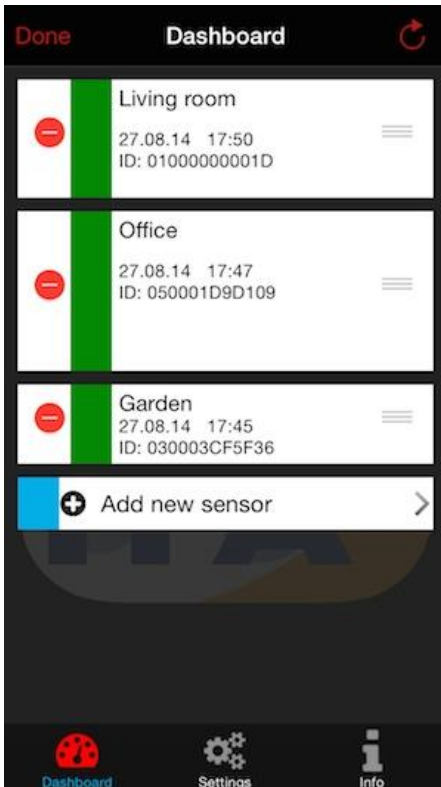 Done Dashboard
Living room
27.08.14 17:50
ID: 01000000001D
Office
27.08.14 17:47
ID: 050001D9D109
Garden
27.08.14 17:45
ID: 030003CF5F36
Add new sensor
Dashboard Settings Info